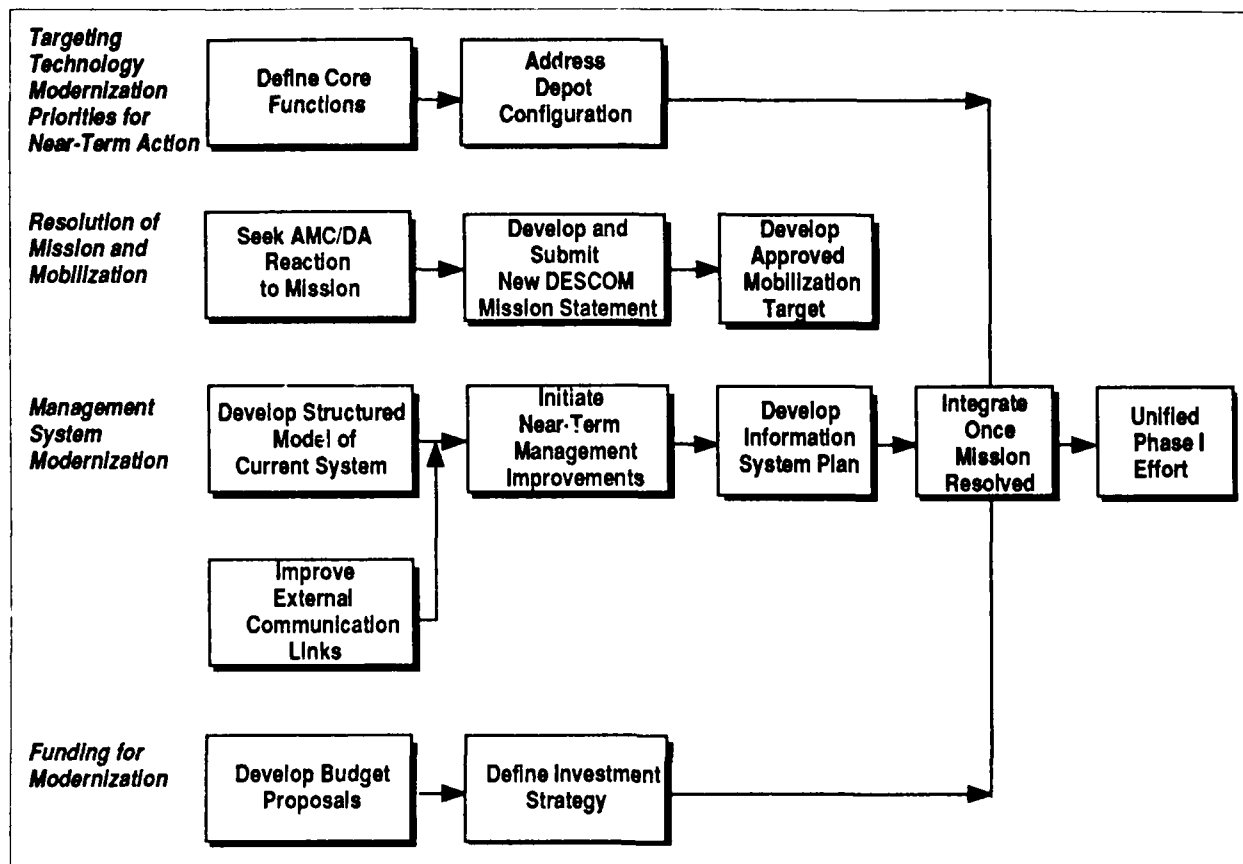 Targeting
Technology
Modernization
Priorities for
Near-Term Action
Define Core
Functions
Address
Depot
Configuration
Resolution of
Mission and
Mobilization
Seek AMC/DA
Reaction
to Mission
Develop and
Submit
New DESCOM
Mission Statement
Develop
Approved
Mobilization
Target
Management
System
Modernization
Develop Structured
Model of
Current System
Initiate
Near-Term
Management
Improvements
Develop
Information
System Plan
Integrate
Once
Mission
Resolved
Unified
Phase I
Effort
Improve
External
Communication
Links
Funding for
Modernization
Develop Budget
Proposals
Define Investment
Strategy